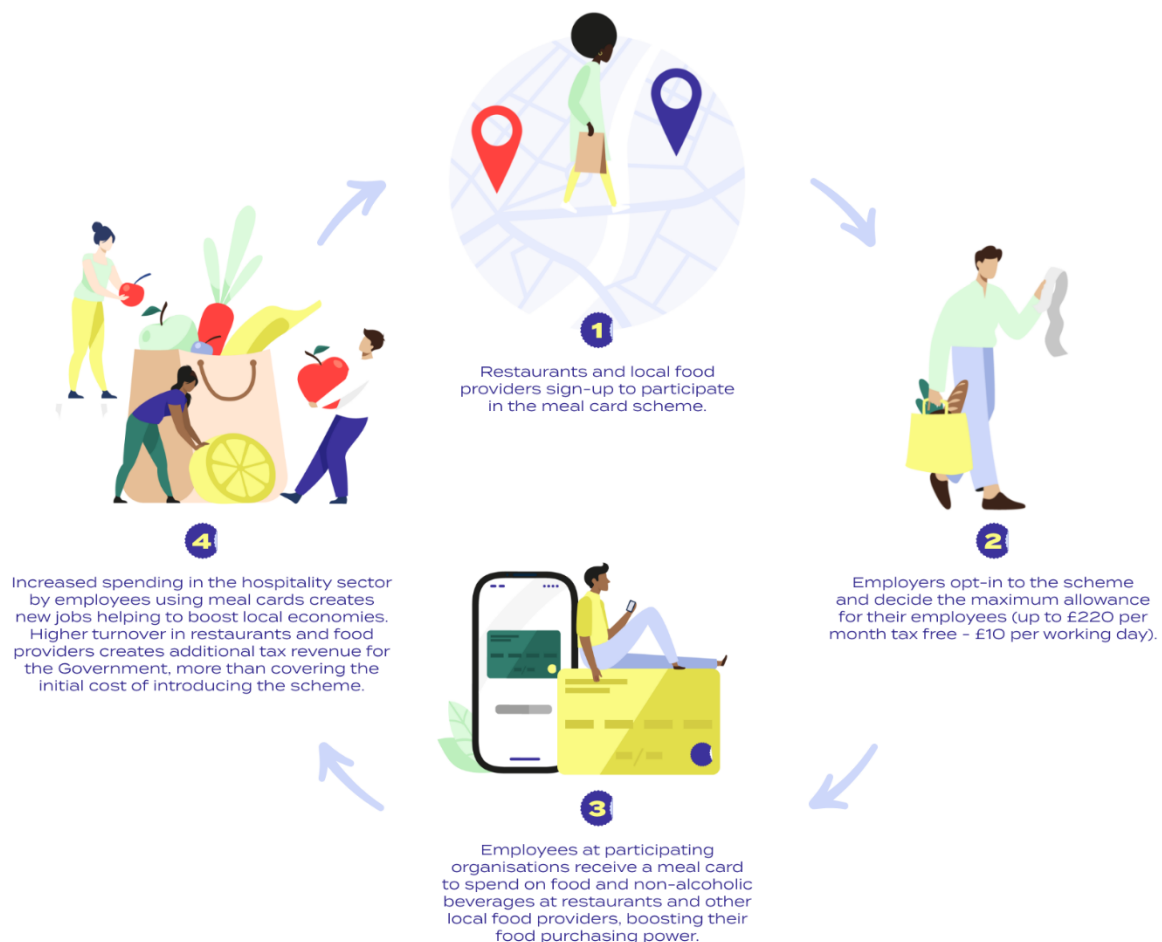 1
Restaurants and local food
providers sign-up to participate
in the meal card scheme.
2
Employers opt-in to the scheme
and decide the maximum allowance
for their employees (up to £220 per
month tax free - £10 per working day).
3
Employees at participating
organisations receive a meal card
to spend on food and non-alcoholic
beverages at restaurants and other
local food providers, boosting their
food purchasing power.
4
Increased spending in the hospitality sector
by employees using meal cards creates
new jobs helping to boost local economies.
Higher turnover in restaurants and food
providers creates additional tax revenue for
the Government, more than covering the
initial cost of introducing the scheme.